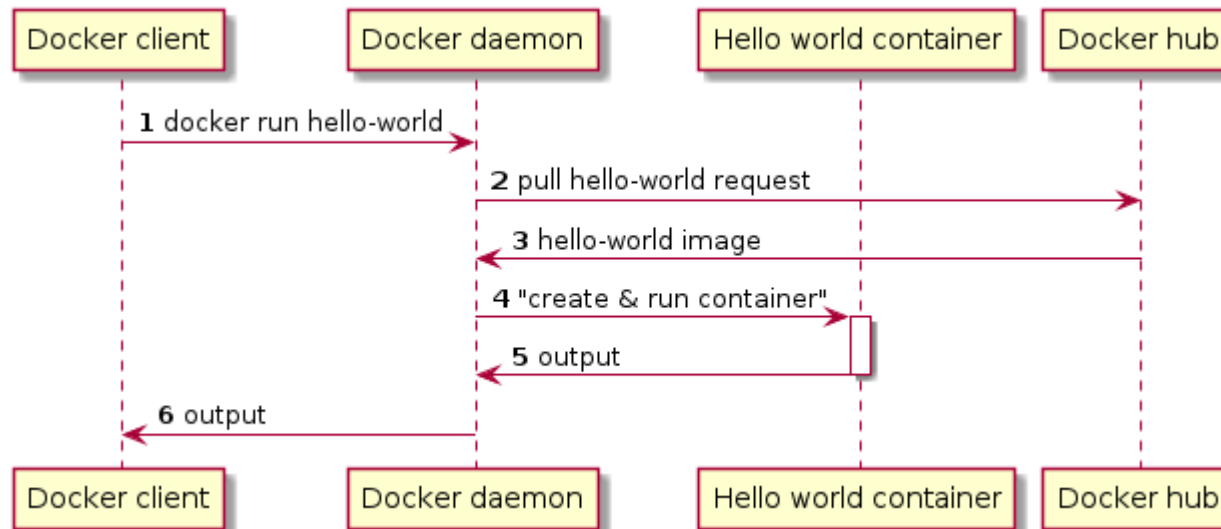 Docker client
Docker daemon
Hello world container
Docker hub
1 docker run hello-world
2 pull hello-world request
3 hello-world image
4 "create & run container"
5 output
6 output
Docker client
Docker daemon
Hello world container
Docker hub